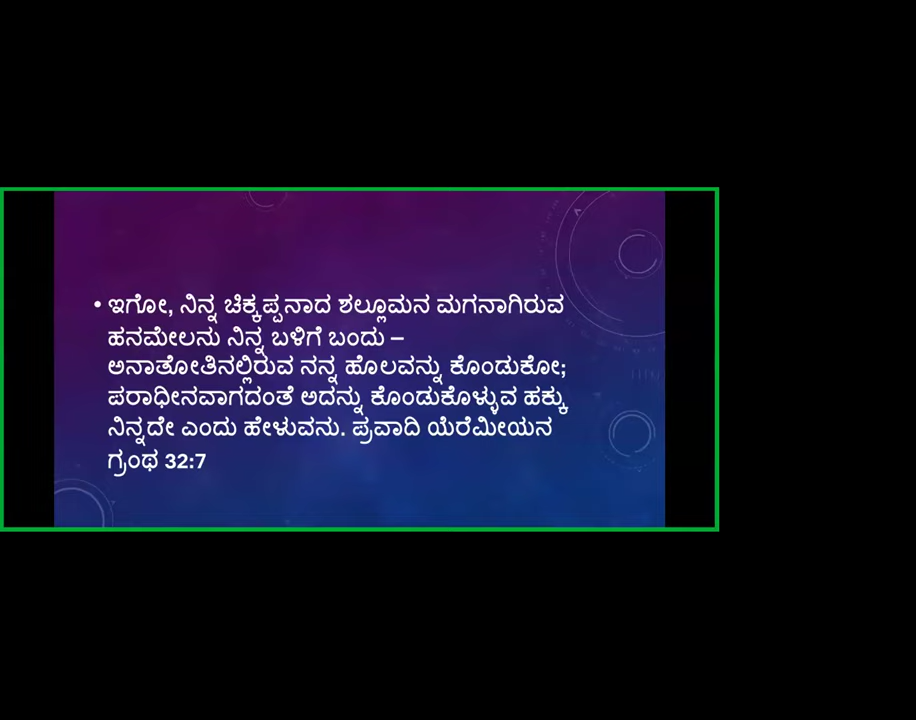 • ಇಗೋ, ನಿನ್ನ ಚಿಕ್ಕಪ್ಪನಾದ ಶಲ್ಲೂಮನ ಮಗನಾಗಿರುವ
ಹನಮೇಲನು ನಿನ್ನ ಬಳಿಗೆ ಬಂದು –
ಅನಾತೋತಿನಲ್ಲಿರುವ ನನ್ನ ಹೊಲವನ್ನು ಕೊಂಡುಕೋ;
ಪರಾಧೀನವಾಗದಂತೆ ಅದನ್ನು ಕೊಂಡುಕೊಳ್ಳುವ ಹಕ್ಕು
ನಿನ್ನದೇ ಎಂದು ಹೇಳುವನು. ಪ್ರವಾದಿ ಯೆರೆಮೀಯನ
ಗ್ರಂಥ 32:7